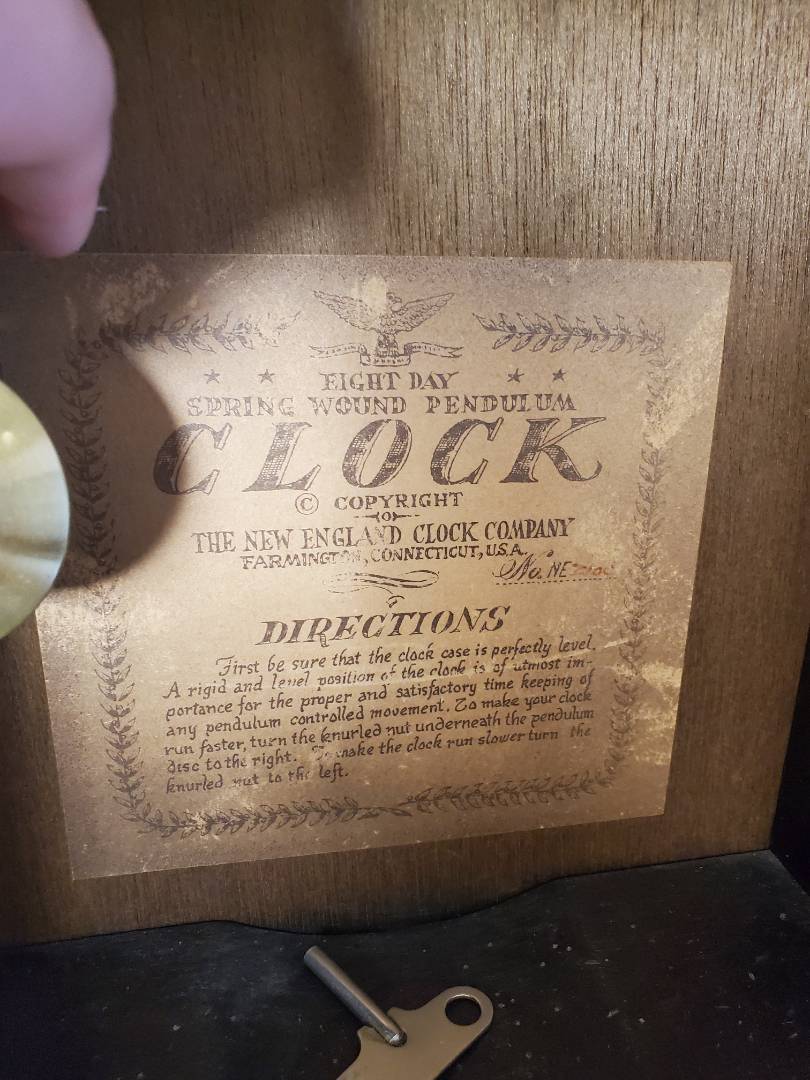 EIGHT DAY
SPRING WOUND PENDULUM
CLOCK
© COPYRIGHT
THE NEW ENGLAND CLOCK COMPANY
FARMINGTON, CONNECTICUT, U.S.A.
No. NE
DIRECTIONS
First be sure that the clock case is perfectly level.
A rigid and level position of the clock is of utmost im-
portance for the proper and satisfactory time keeping of
any pendulum controlled movement. To make your clock
run faster, turn the knurled nut underneath the pendulum
disc to the right. To make the clock run slower turn the
knurled nut to the left.